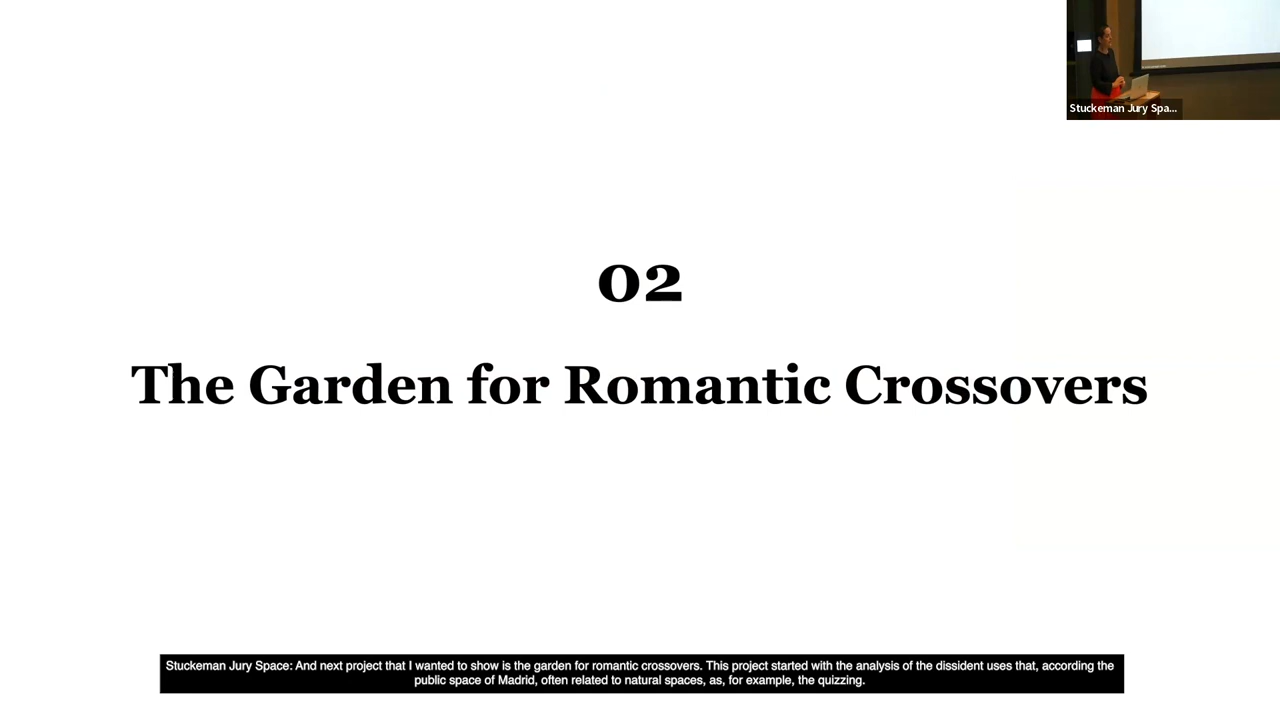 Stuckeman Jury Spa...
02
The Garden for Romantic Crossovers
Stuckeman Jury Space: And next project that I wanted to show is the garden for romantic crossovers. This project started with the analysis of the dissident uses that, according the
public space of Madrid, often related to natural spaces, as, for example, the quizzing.